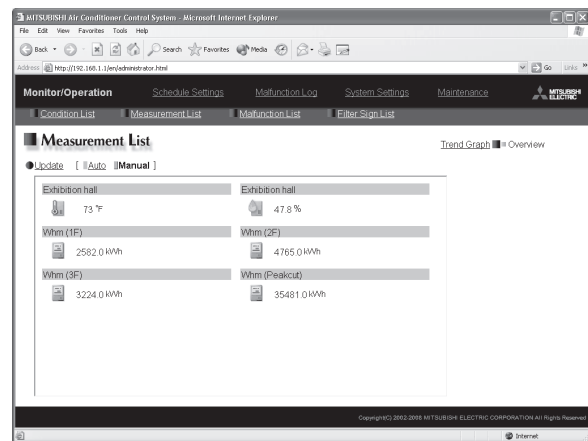 MITSUBISHI Air Conditioner Control System - Microsoft Internet Explorer
File Edit View Favorites Tools Help
Back Search Favorites Media
Address http://192.168.1.1/en/administrator.html Go Links »
Monitor/Operation Schedule Settings Malfunction Log System Settings Maintenance MITSUBISHI ELECTRIC
Condition List Measurement List Malfunction List Filter Sign List
Measurement List
Trend Graph Overview
Update [ Auto Manual ]
Exhibition hall Exhibition hall
73 °F 47.8 %
Whm (1F) Whm (2F)
2582.0 kWh 4765.0 kWh
Whm (3F) Whm (Peakcut)
3224.0 kWh 35481.0 kWh
Copyright(C) 2002-2008 MITSUBISHI ELECTRIC CORPORATION All Rights Reserved
Internet